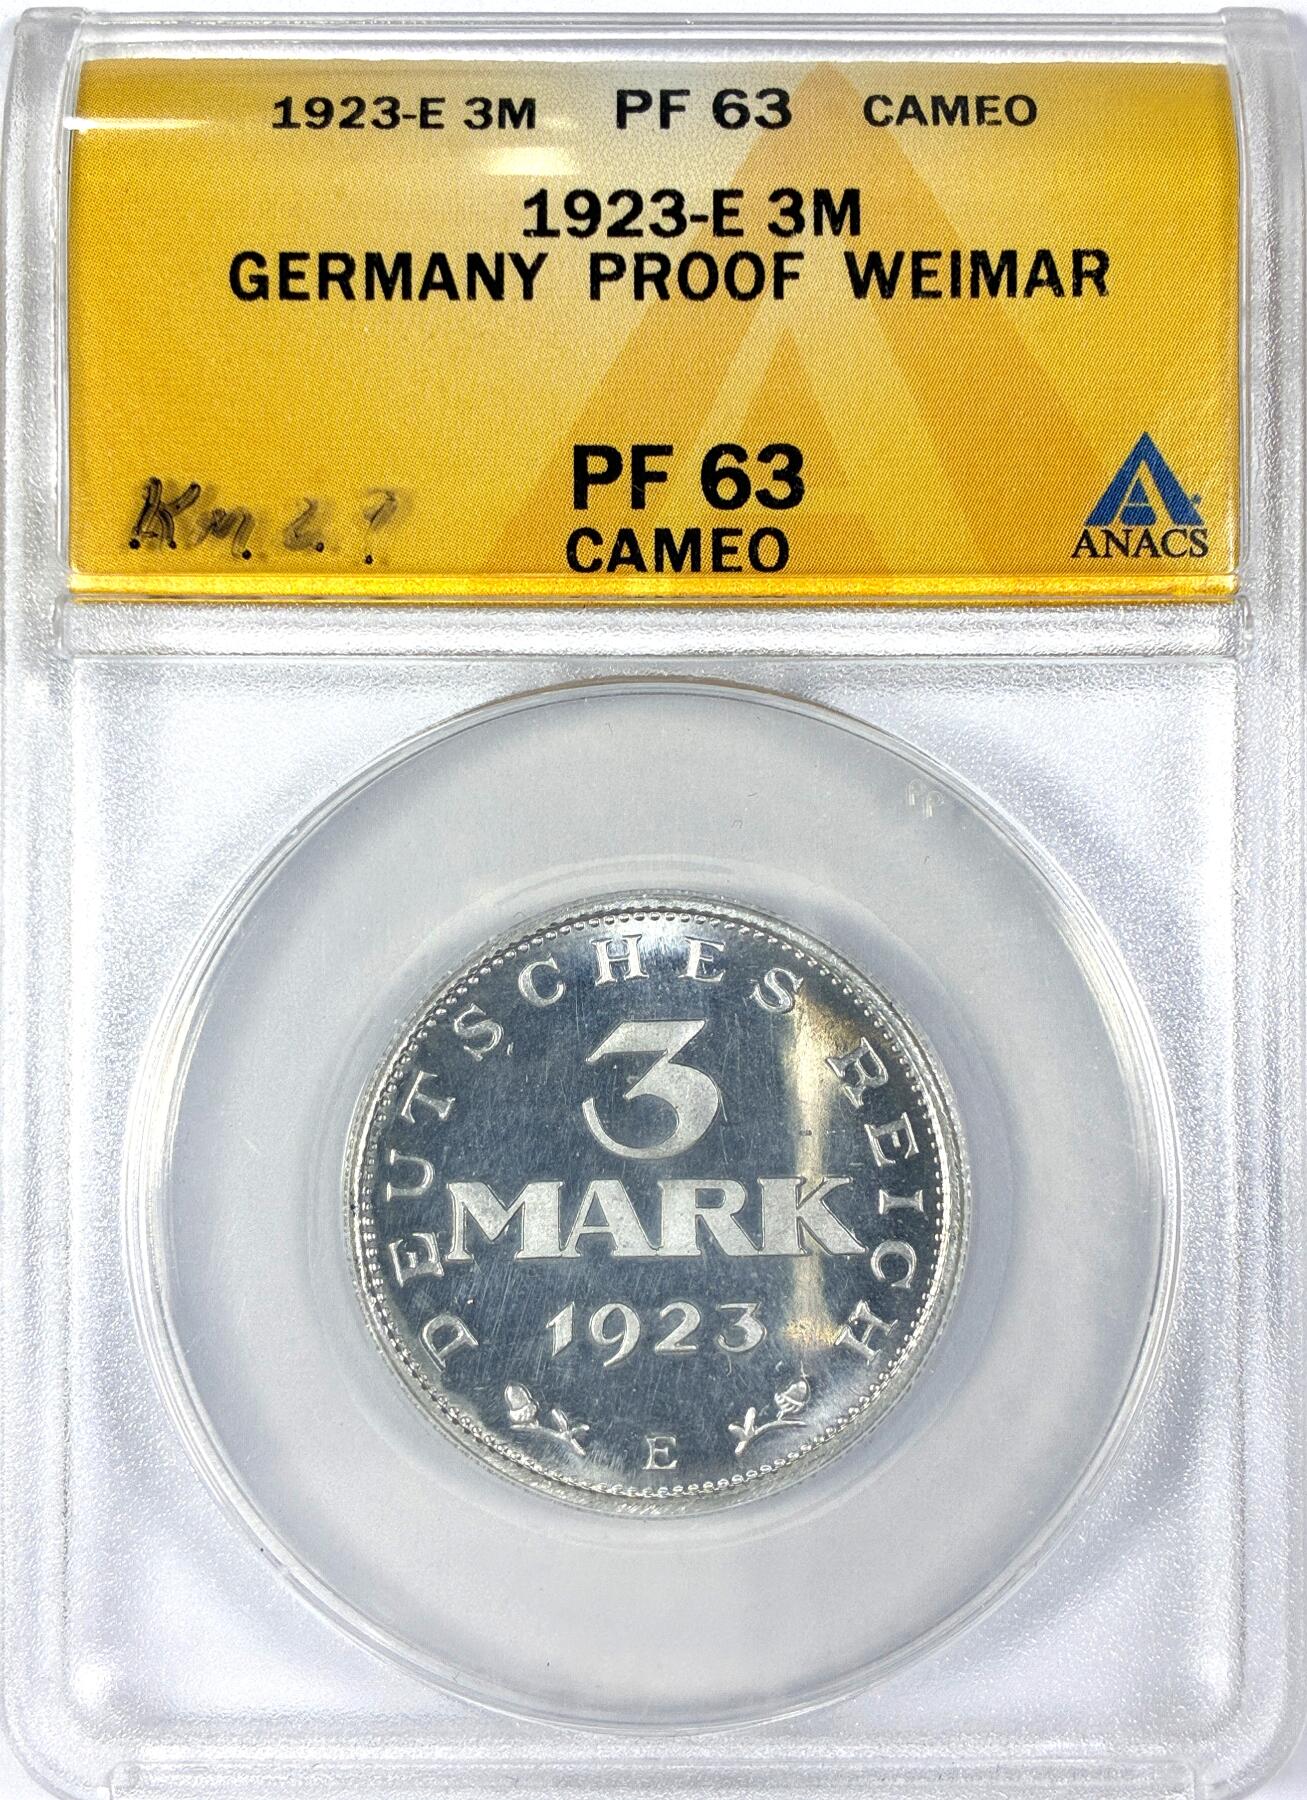 1923-E 3M PF 63 CAMEO
1923-E 3M
GERMANY PROOF WEIMAR
PF 63
CAMEO
ANACS
DEUTSCHES REICH
3
MARK
1923
E